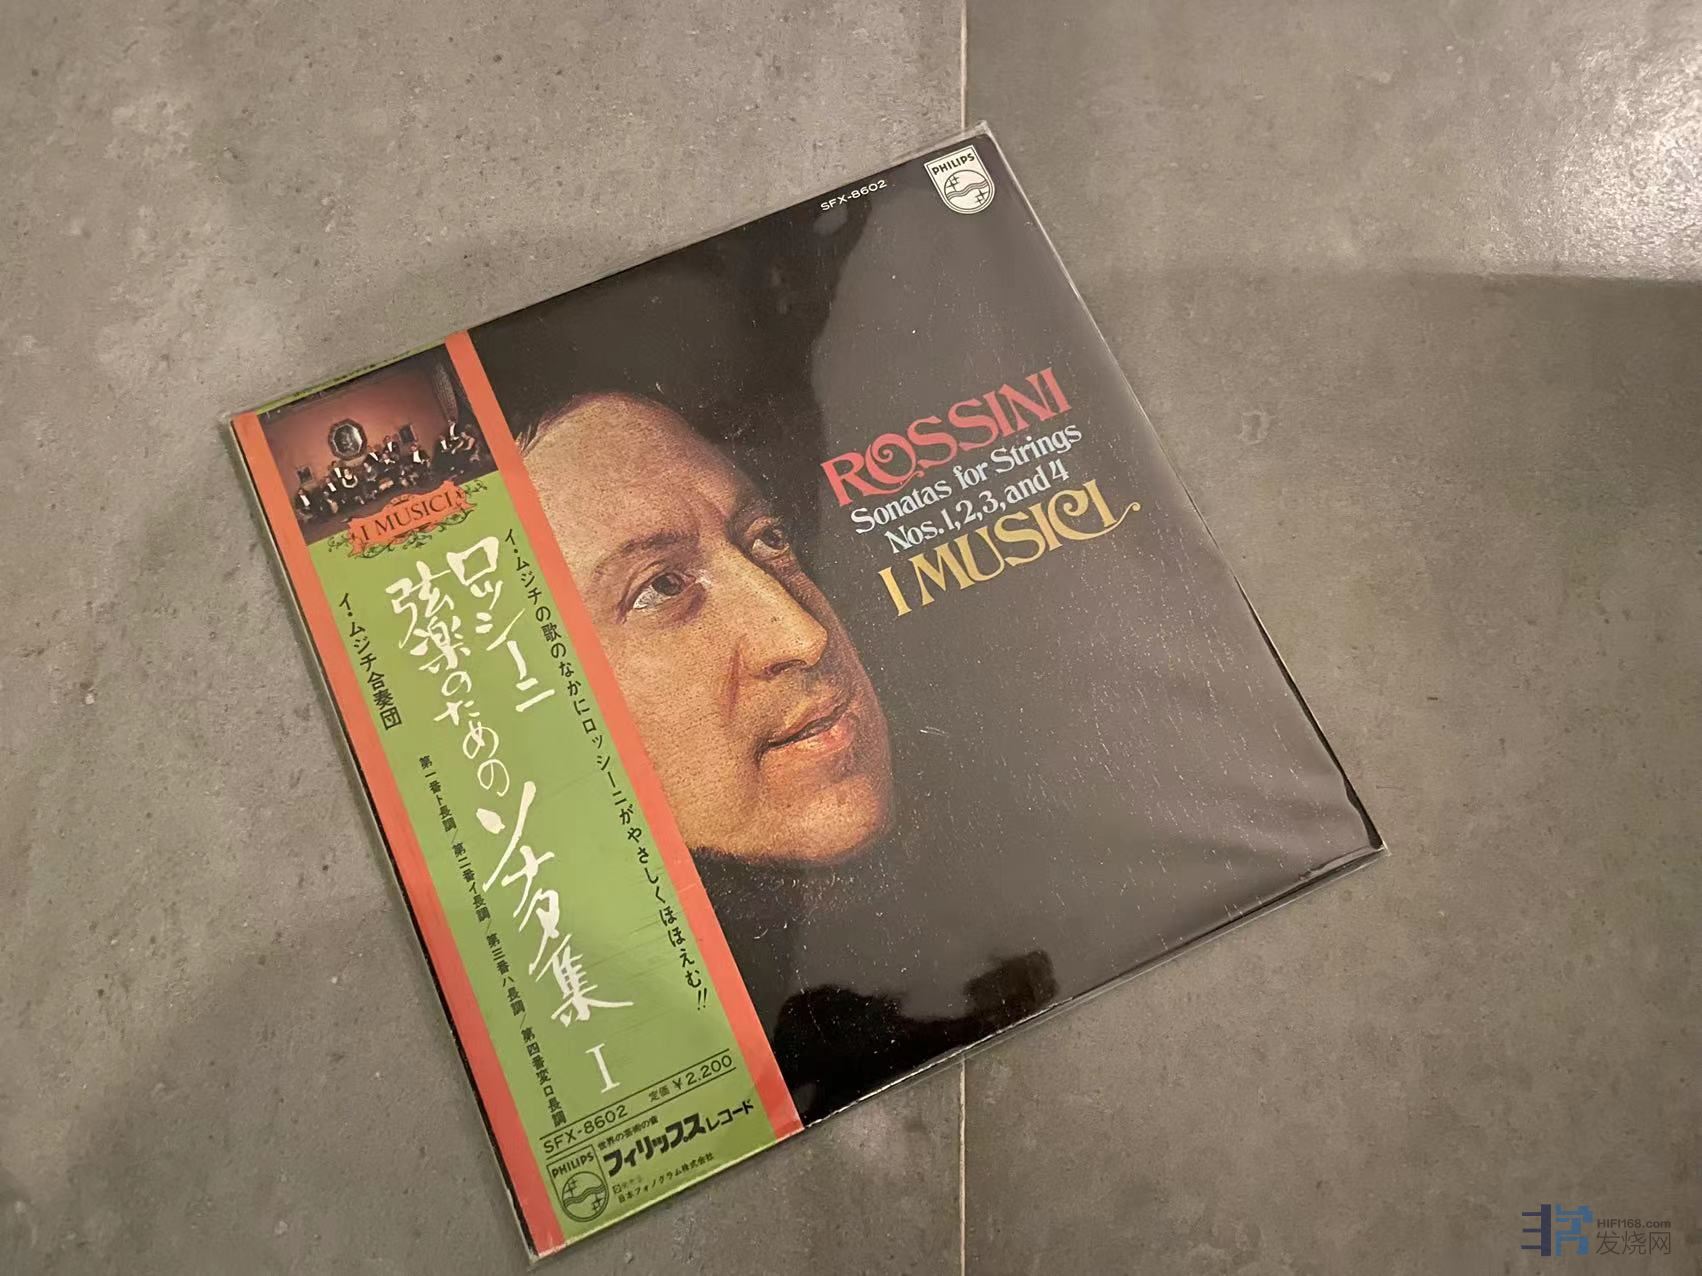 SFX-8602
PHILIPS
ROSSINI
Sonatas for Strings
Nos. 1, 2, 3, and 4
I MUSICI
I MUSICI
イ・ムジチの歌のなかにロッシーニがやさしくほほえむ!!
ロッシーニ
弦楽のための
ソナタ集 I
イ・ムジチ合奏団
第一番ト長調/第二番イ長調/第三番ハ長調/第四番変ロ長調
SFX-8602 定価 ¥2,200
PHILIPS
世界の芸術の音
フィリップスレコード
日本フォノグラム株式会社
HIFI168.com
发烧网